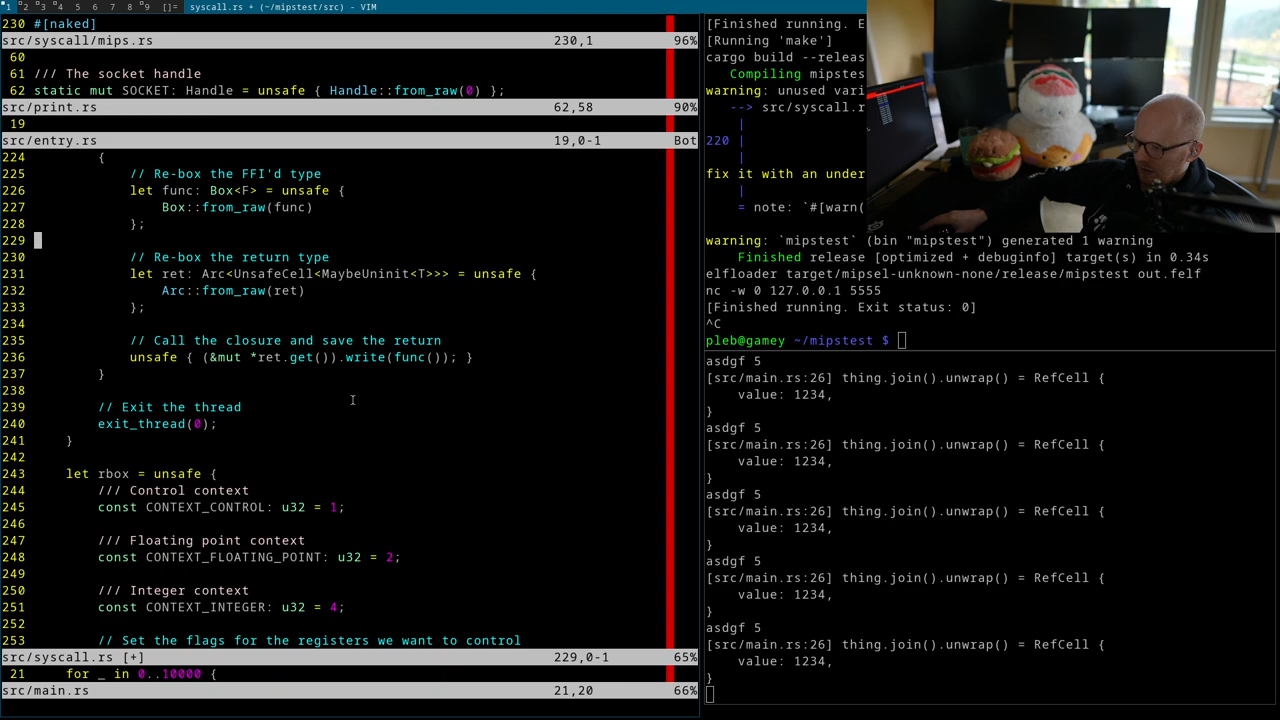 1 2 3 4 5 6 7 8 9 []= syscall.rs + (~/mipstest/src) - VIM
230 #[naked]
src/syscall/mips.rs 230,1 96%
60
61 /// The socket handle
62 static mut SOCKET: Handle = unsafe { Handle::from_raw(0) };
src/print.rs 62,58 90%
19
src/entry.rs 19,0-1 Bot
224 {
225 // Re-box the FFI'd type
226 let func: Box<F> = unsafe {
227 Box::from_raw(func)
228 };
229
230 // Re-box the return type
231 let ret: Arc<UnsafeCell<MaybeUninit<T>>> = unsafe {
232 Arc::from_raw(ret)
233 };
234
235 // Call the closure and save the return
236 unsafe { (&mut *ret.get()).write(func()); }
237 }
238
239 // Exit the thread
240 exit_thread(0);
241 }
242
243 let rbox = unsafe {
244 /// Control context
245 const CONTEXT_CONTROL: u32 = 1;
246
247 /// Floating point context
248 const CONTEXT_FLOATING_POINT: u32 = 2;
249
250 /// Integer context
251 const CONTEXT_INTEGER: u32 = 4;
252
253 // Set the flags for the registers we want to control
src/syscall.rs [+] 229,0-1 65%
21 for _ in 0..10000 {
src/main.rs 21,20 66%
[Finished running. E
[Running 'make']
cargo build --releas
Compiling mipstes
warning: unused vari
--> src/syscall.r
|
220 |
|
fix it with an under
|
= note: `#[warn(
warning: `mipstest` (bin "mipstest") generated 1 warning
Finished release [optimized + debuginfo] target(s) in 0.34s
elfloader target/mipsel-unknown-none/release/mipstest out.felf
nc -w 0 127.0.0.1 5555
[Finished running. Exit status: 0]
^C
pleb@gamey ~/mipstest $
asdgf 5
[src/main.rs:26] thing.join().unwrap() = RefCell {
value: 1234,
}
asdgf 5
[src/main.rs:26] thing.join().unwrap() = RefCell {
value: 1234,
}
asdgf 5
[src/main.rs:26] thing.join().unwrap() = RefCell {
value: 1234,
}
asdgf 5
[src/main.rs:26] thing.join().unwrap() = RefCell {
value: 1234,
}
asdgf 5
[src/main.rs:26] thing.join().unwrap() = RefCell {
value: 1234,
}